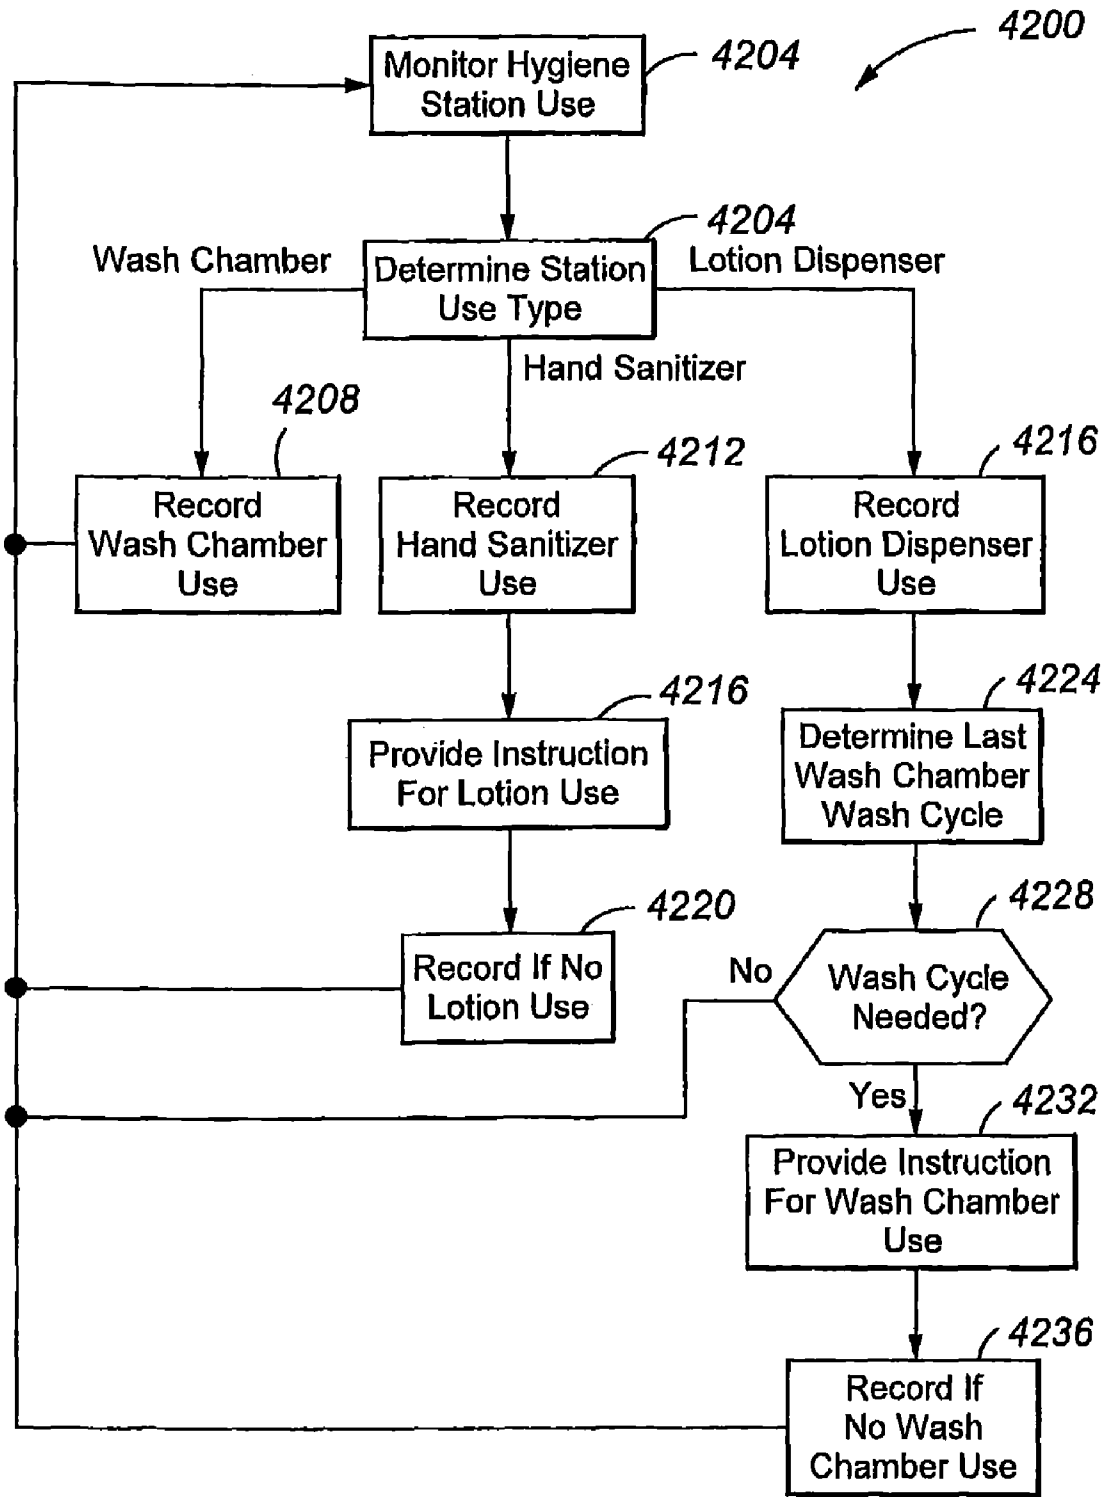 4200
Monitor Hygiene
Station Use
4204
Determine Station
Use Type
4204
Wash Chamber
Lotion Dispenser
Hand Sanitizer
4208
Record
Wash Chamber
Use
4212
Record
Hand Sanitizer
Use
4216
Record
Lotion Dispenser
Use
4216
Provide Instruction
For Lotion Use
4224
Determine Last
Wash Chamber
Wash Cycle
4220
Record If No
Lotion Use
4228
Wash Cycle
Needed?
No
Yes
4232
Provide Instruction
For Wash Chamber
Use
4236
Record If
No Wash
Chamber Use